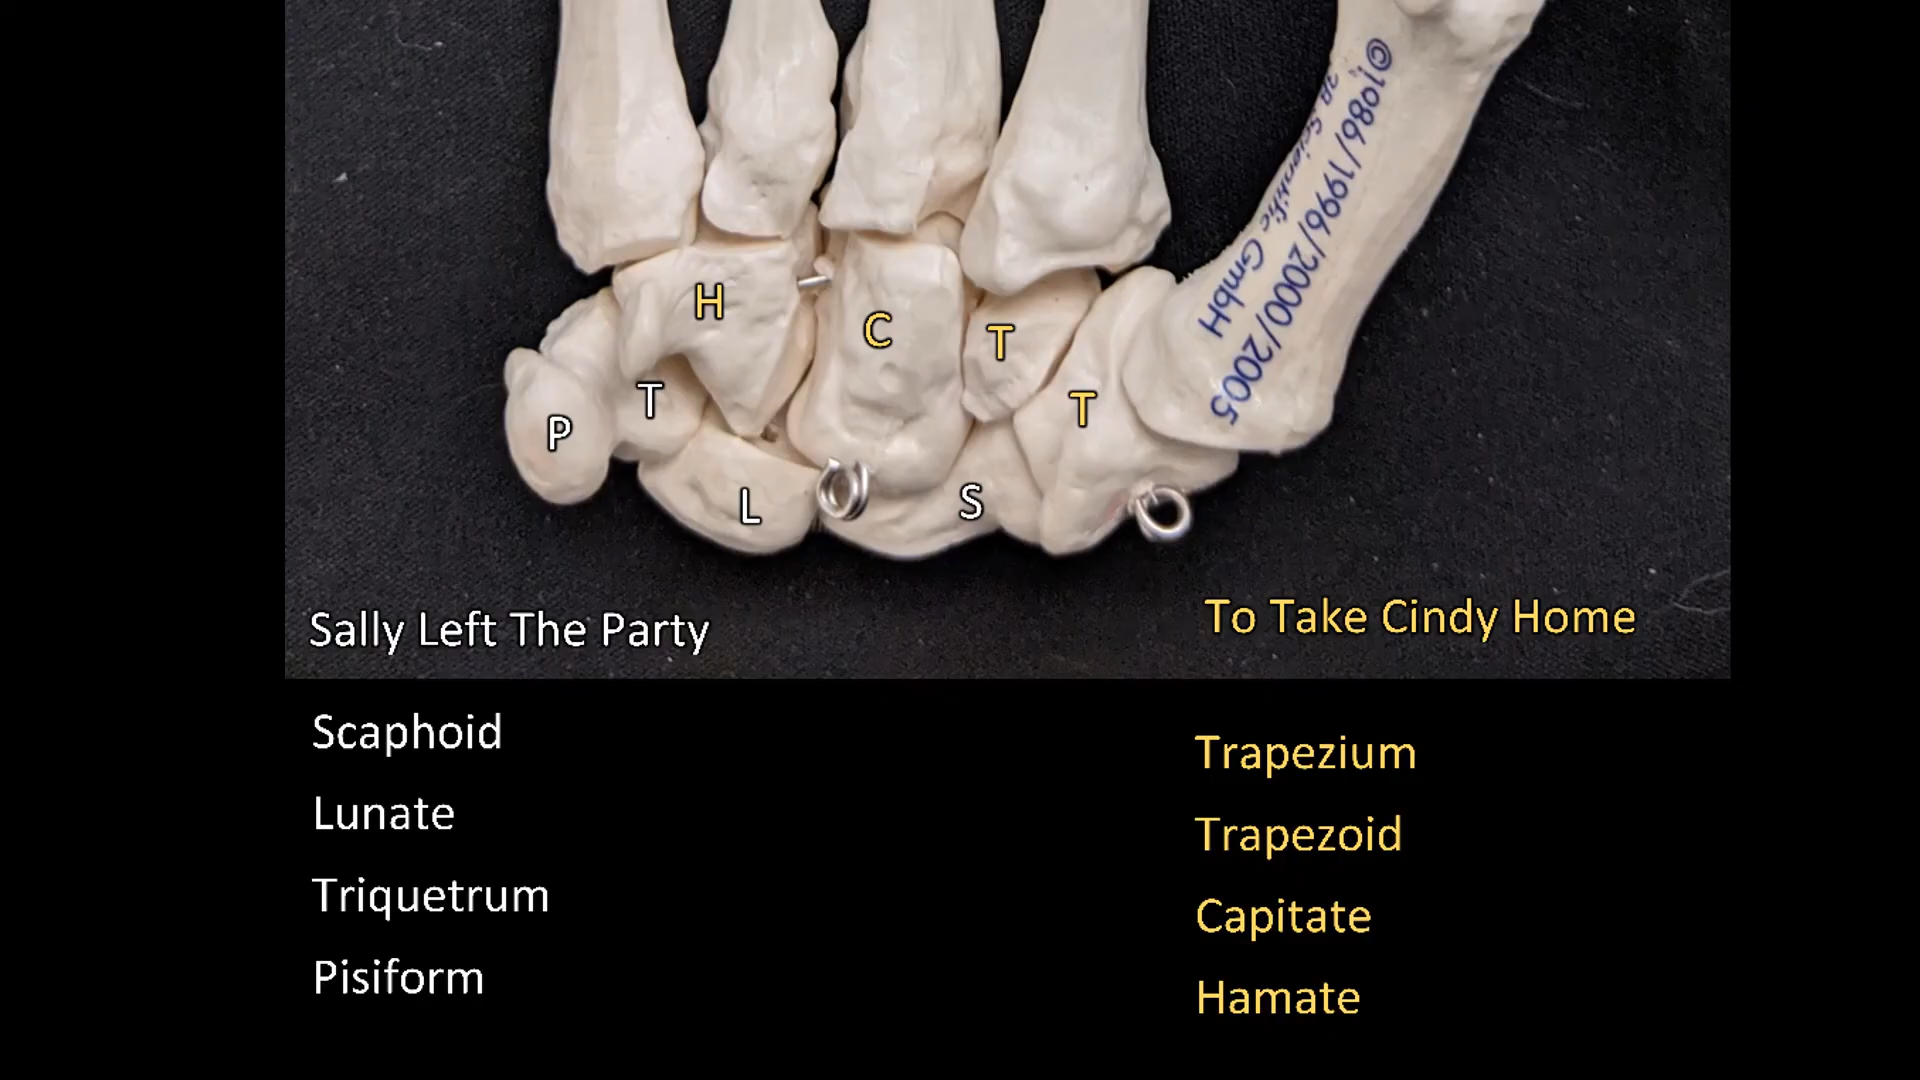 ©1086/1996/2000/2005
3B Scientific GmbH
H
C
T
T
T
P
L
S
Sally Left The Party
To Take Cindy Home
Scaphoid
Lunate
Triquetrum
Pisiform
Trapezium
Trapezoid
Capitate
Hamate